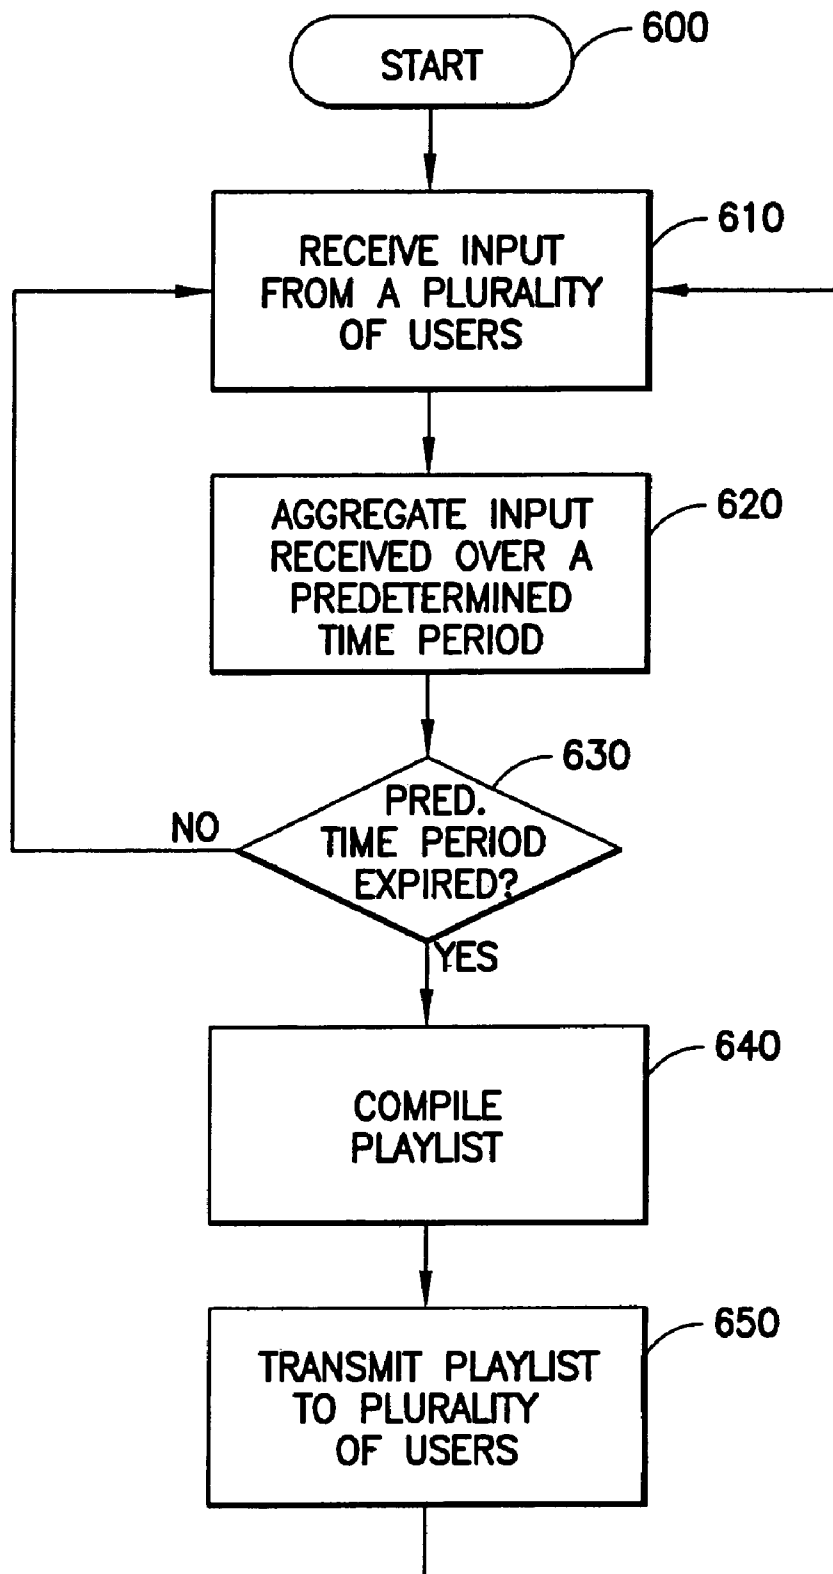 START
600
RECEIVE INPUT
FROM A PLURALITY
OF USERS
610
AGGREGATE INPUT
RECEIVED OVER A
PREDETERMINED
TIME PERIOD
620
PRED.
TIME PERIOD
EXPIRED?
630
NO
YES
COMPILE
PLAYLIST
640
TRANSMIT PLAYLIST
TO PLURALITY
OF USERS
650